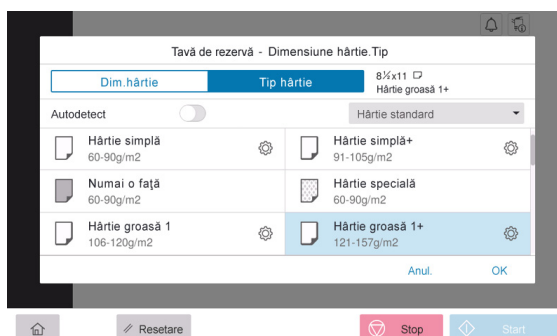 Tavă de rezervă - Dimensiune hârtie.Tip
Dim.hârtie
Tip hârtie
8½x11
Hârtie groasă 1+
Autodetect
Hârtie standard
Hârtie simplă
60-90g/m2
Hârtie simplă+
91-105g/m2
Numai o faţă
60-90g/m2
Hârtie specială
60-90g/m2
Hârtie groasă 1
106-120g/m2
Hârtie groasă 1+
121-157g/m2
Anul.
OK
Resetare
Stop
Start